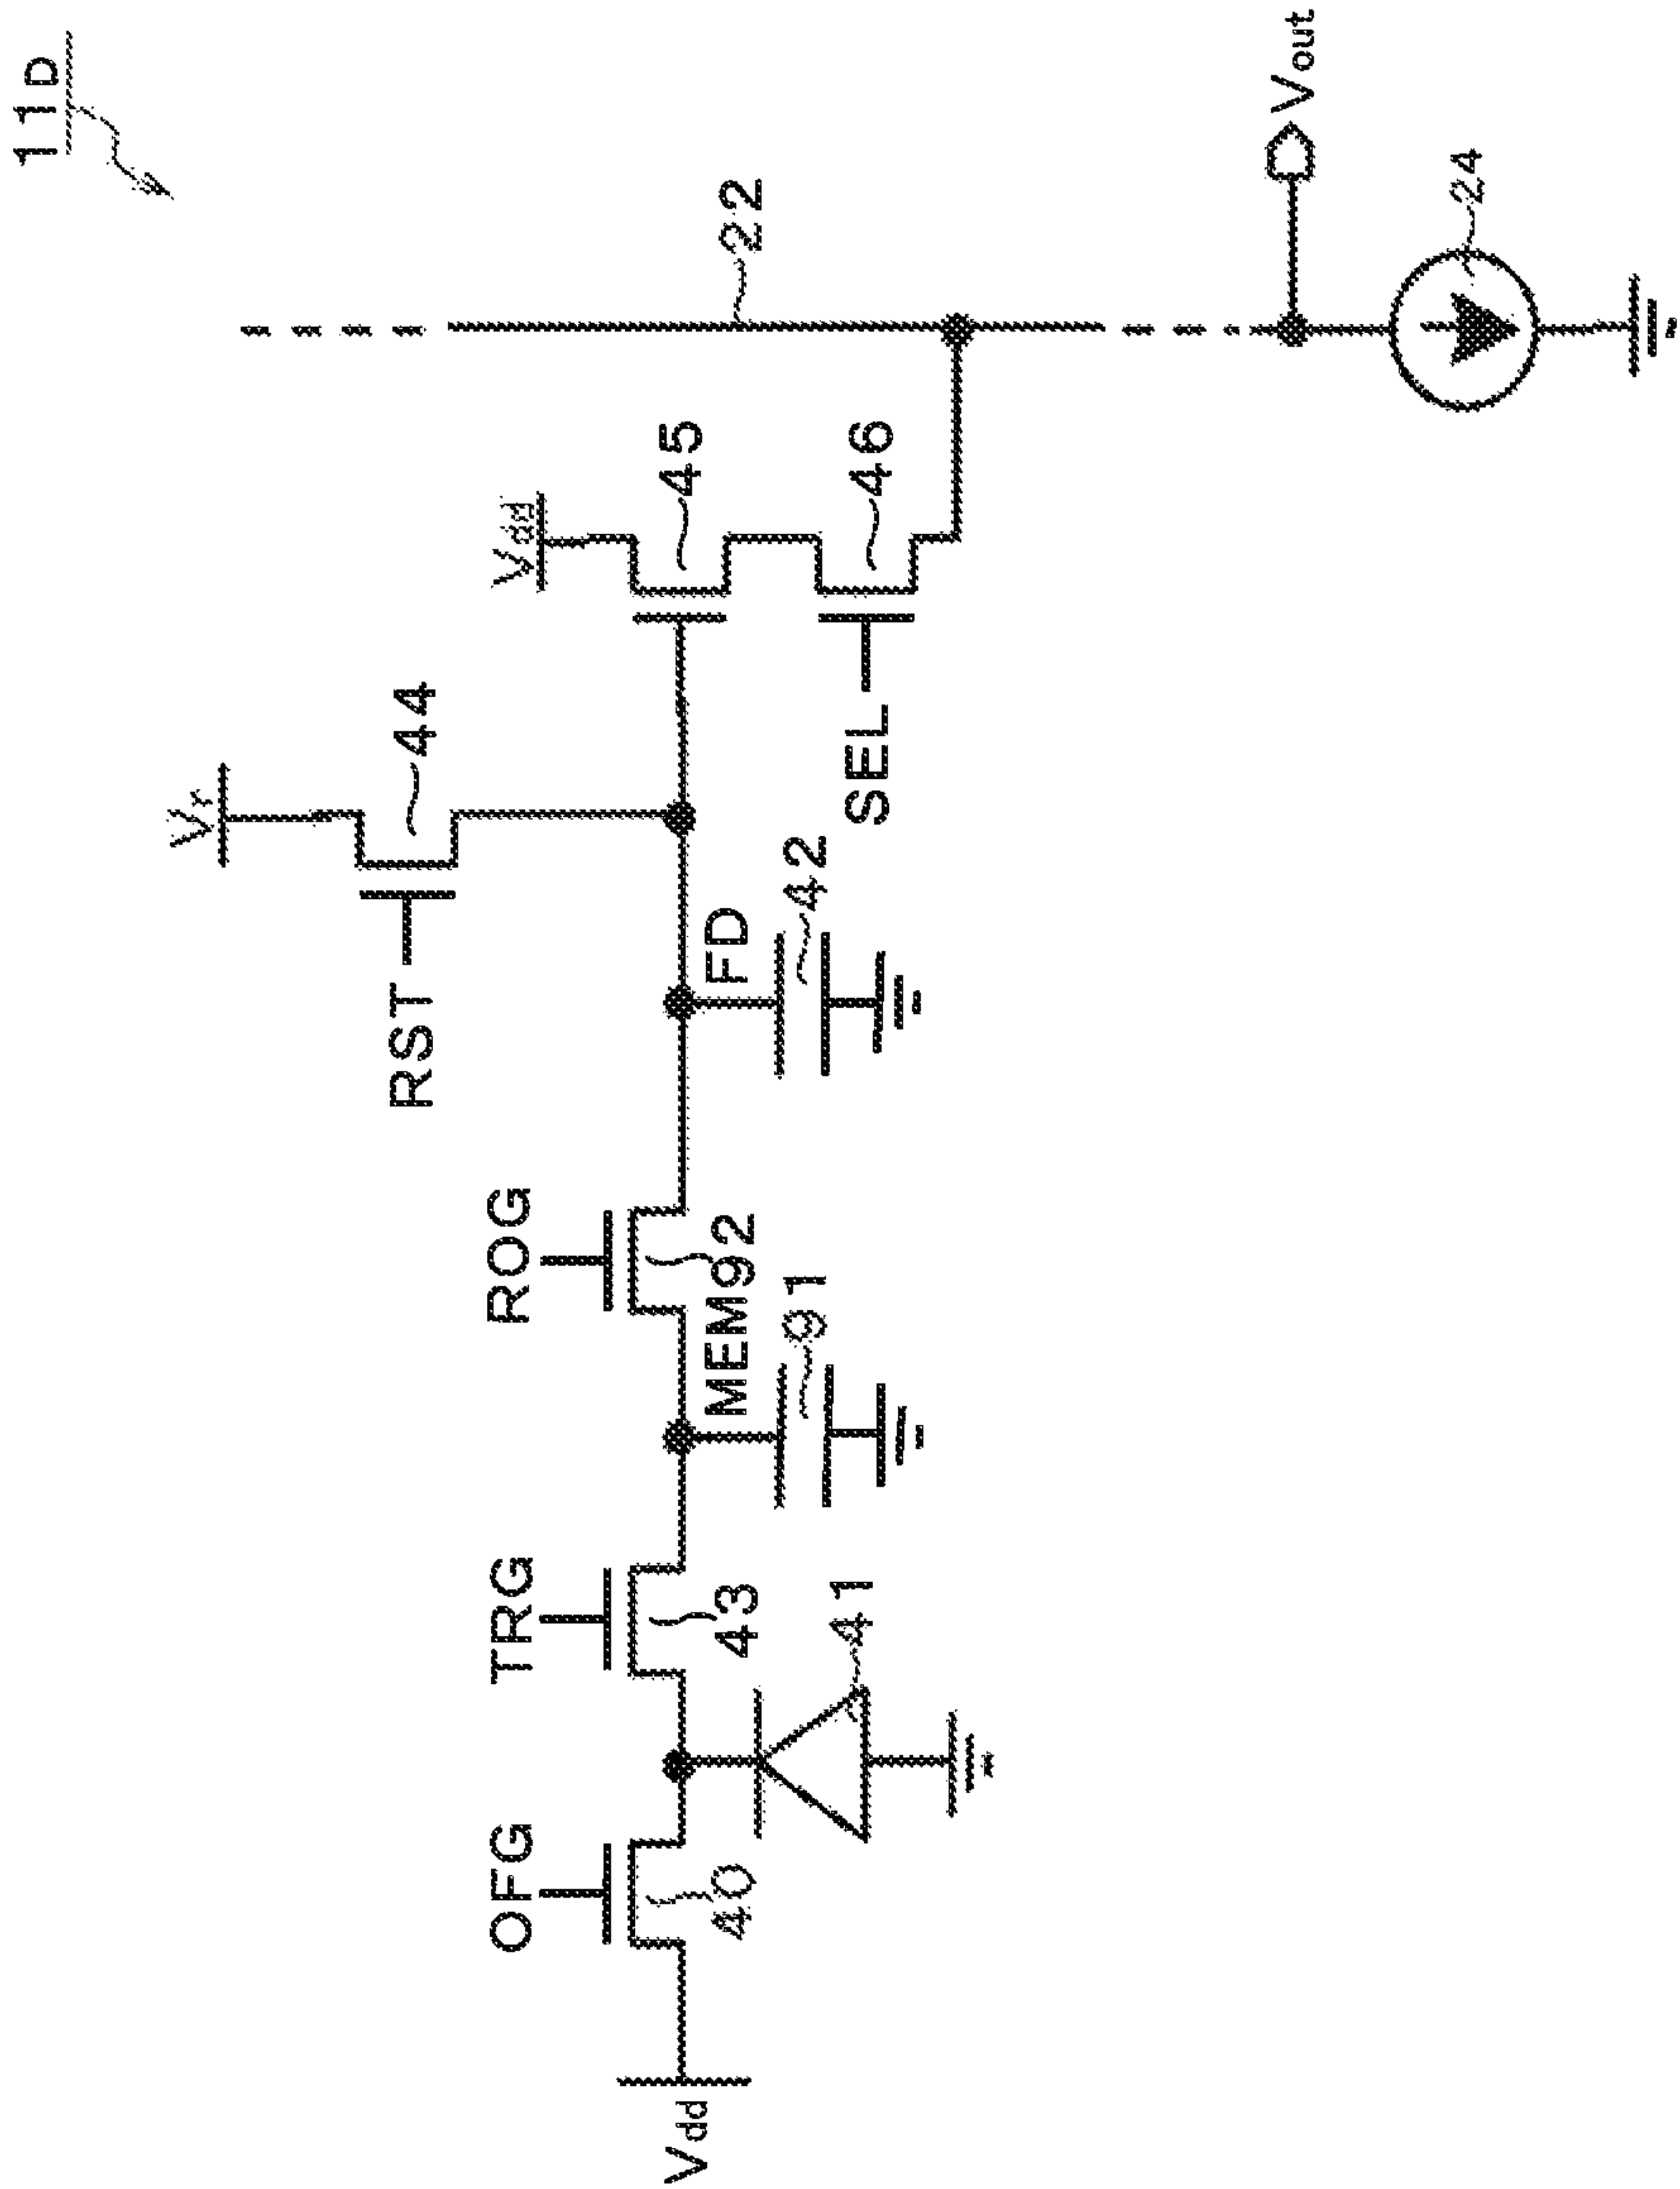 11D
Vr
RST
44
Vdd
45
22
OFG
TRG
ROG
SEL
46
Vdd
40
43
MEM
92
FD
41
91
42
Vout
24